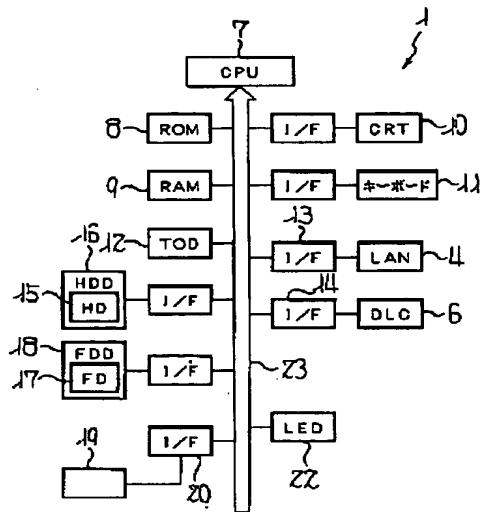 1
7
CPU
8 ROM I/F CRT 10
9 RAM I/F キーボード 11
13
12 TOD I/F LAN 4
16
HDD
15 HD I/F
14
I/F DLC 6
18 FDD
17 FD I/F
23
19
I/F
20
LED
22